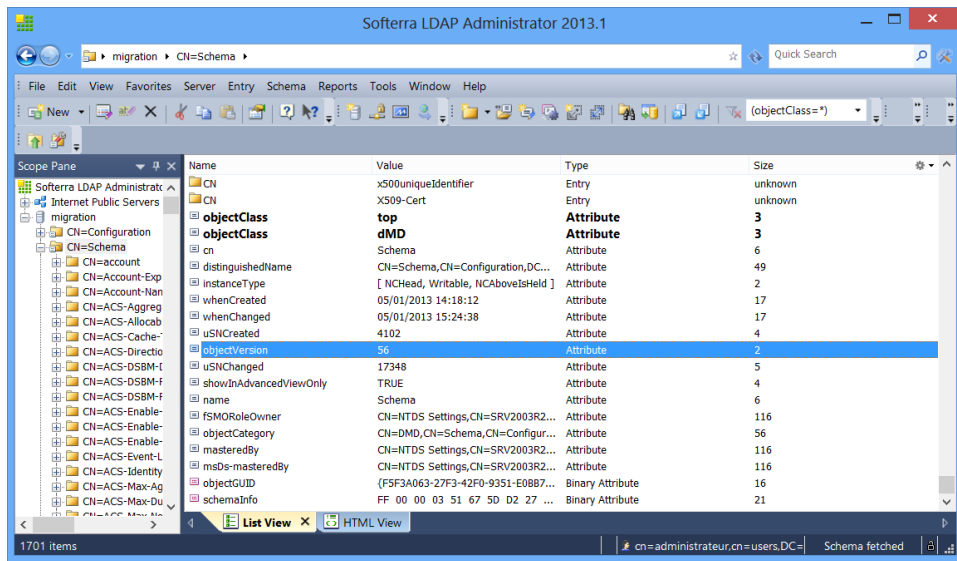 Softerra LDAP Administrator 2013.1
migration CN=Schema
Quick Search
File Edit View Favorites Server Entry Schema Reports Tools Window Help
New (objectClass=*)
Scope Pane
Softerra LDAP Administratc
Internet Public Servers
migration
CN=Configuration
CN=Schema
CN=account
CN=Account-Exp
CN=Account-Nan
CN=ACS-Aggreg
CN=ACS-Allocab
CN=ACS-Cache-
CN=ACS-Directio
CN=ACS-DSBM-
CN=ACS-DSBM-
CN=ACS-DSBM-
CN=ACS-Enable-
CN=ACS-Enable-
CN=ACS-Enable-
CN=ACS-Event-L
CN=ACS-Identity
CN=ACS-Max-Ag
CN=ACS-Max-Du
Name Value Type Size
CN x500uniqueIdentifier Entry unknown
CN X509-Cert Entry unknown
objectClass top Attribute 3
objectClass dMD Attribute 3
cn Schema Attribute 6
distinguishedName CN=Schema,CN=Configuration,DC... Attribute 49
instanceType [ NCHead, Writable, NCAboveIsHeld ] Attribute 2
whenCreated 05/01/2013 14:18:12 Attribute 17
whenChanged 05/01/2013 15:24:38 Attribute 17
uSNCreated 4102 Attribute 4
objectVersion 56 Attribute 2
uSNChanged 17348 Attribute 5
showInAdvancedViewOnly TRUE Attribute 4
name Schema Attribute 6
fSMORoleOwner CN=NTDS Settings,CN=SRV2003R2... Attribute 116
objectCategory CN=DMD,CN=Schema,CN=Configur... Attribute 56
masteredBy CN=NTDS Settings,CN=SRV2003R2... Attribute 116
msDs-masteredBy CN=NTDS Settings,CN=SRV2003R2... Attribute 116
objectGUID {F5F3A063-27F3-42F0-9351-E0BB7... Binary Attribute 16
schemaInfo FF 00 00 03 51 67 5D D2 27 ... Binary Attribute 21
List View HTML View
1701 items cn=administrateur,cn=users,DC= Schema fetched